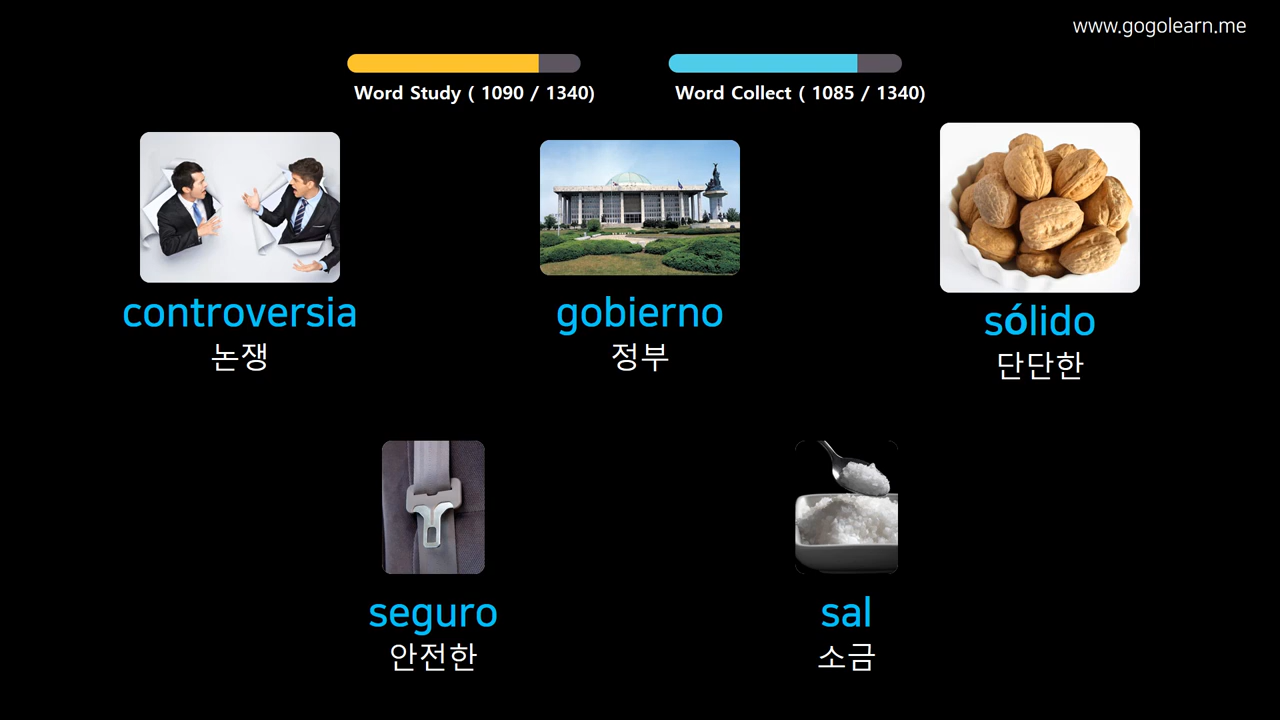 www.gogolearn.me
Word Study ( 1090 / 1340)
Word Collect ( 1085 / 1340)
controversia
논쟁
gobierno
정부
sólido
단단한
seguro
안전한
sal
소금